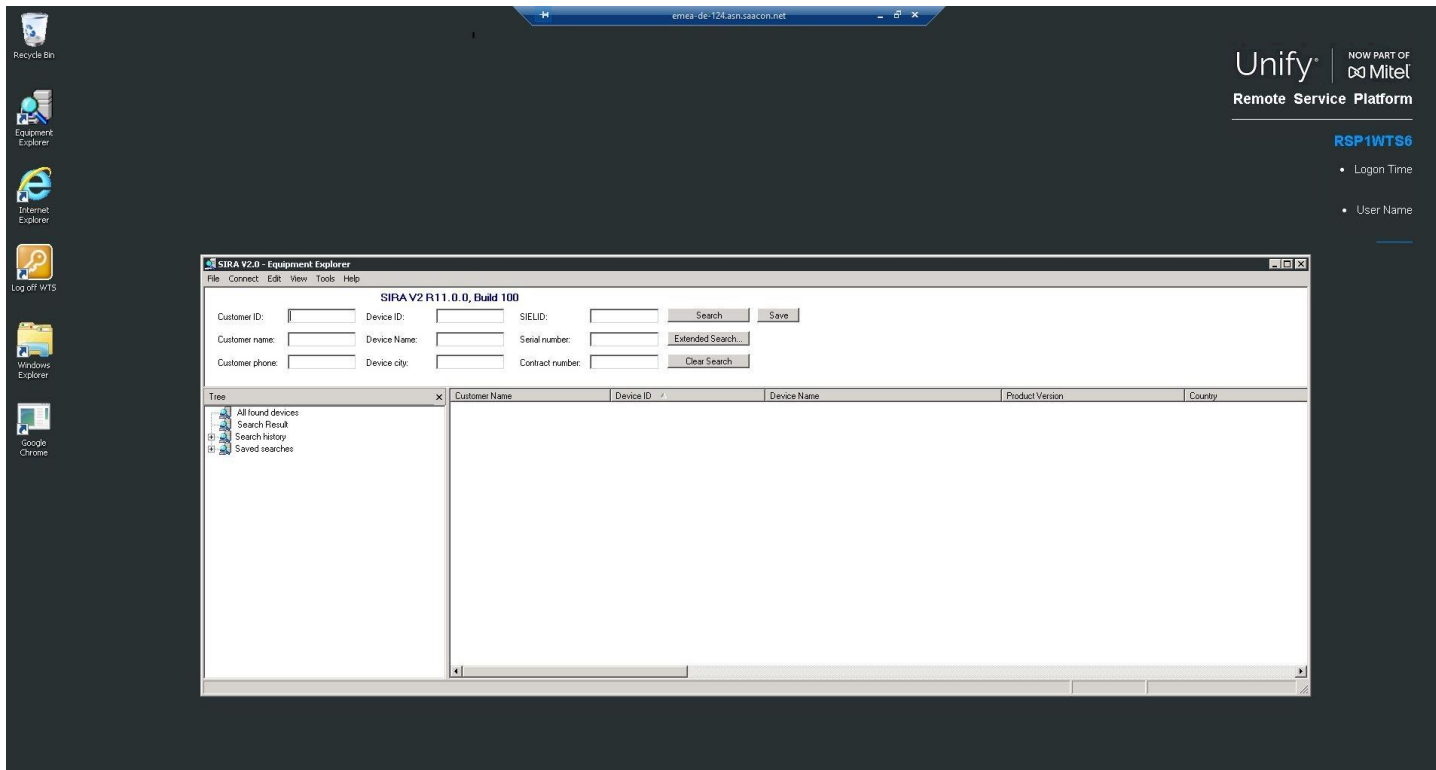 emea-de-124.asn.saacon.net
Recycle Bin
Equipment
Explorer
Internet
Explorer
Log off WTS
Windows
Explorer
Google
Chrome
Unify
NOW PART OF
Mitel
Remote Service Platform
RSP1WTS6
• Logon Time
• User Name
SIRA V2.0 - Equipment Explorer
File Connect Edit View Tools Help
SIRA V2 R11.0.0, Build 100
Customer ID: Device ID: SIELID: Search Save
Customer name: Device Name: Serial number: Extended Search...
Customer phone: Device city: Contract number: Clear Search
Tree Customer Name Device ID Device Name Product Version Country
All found devices
Search Result
Search history
Saved searches